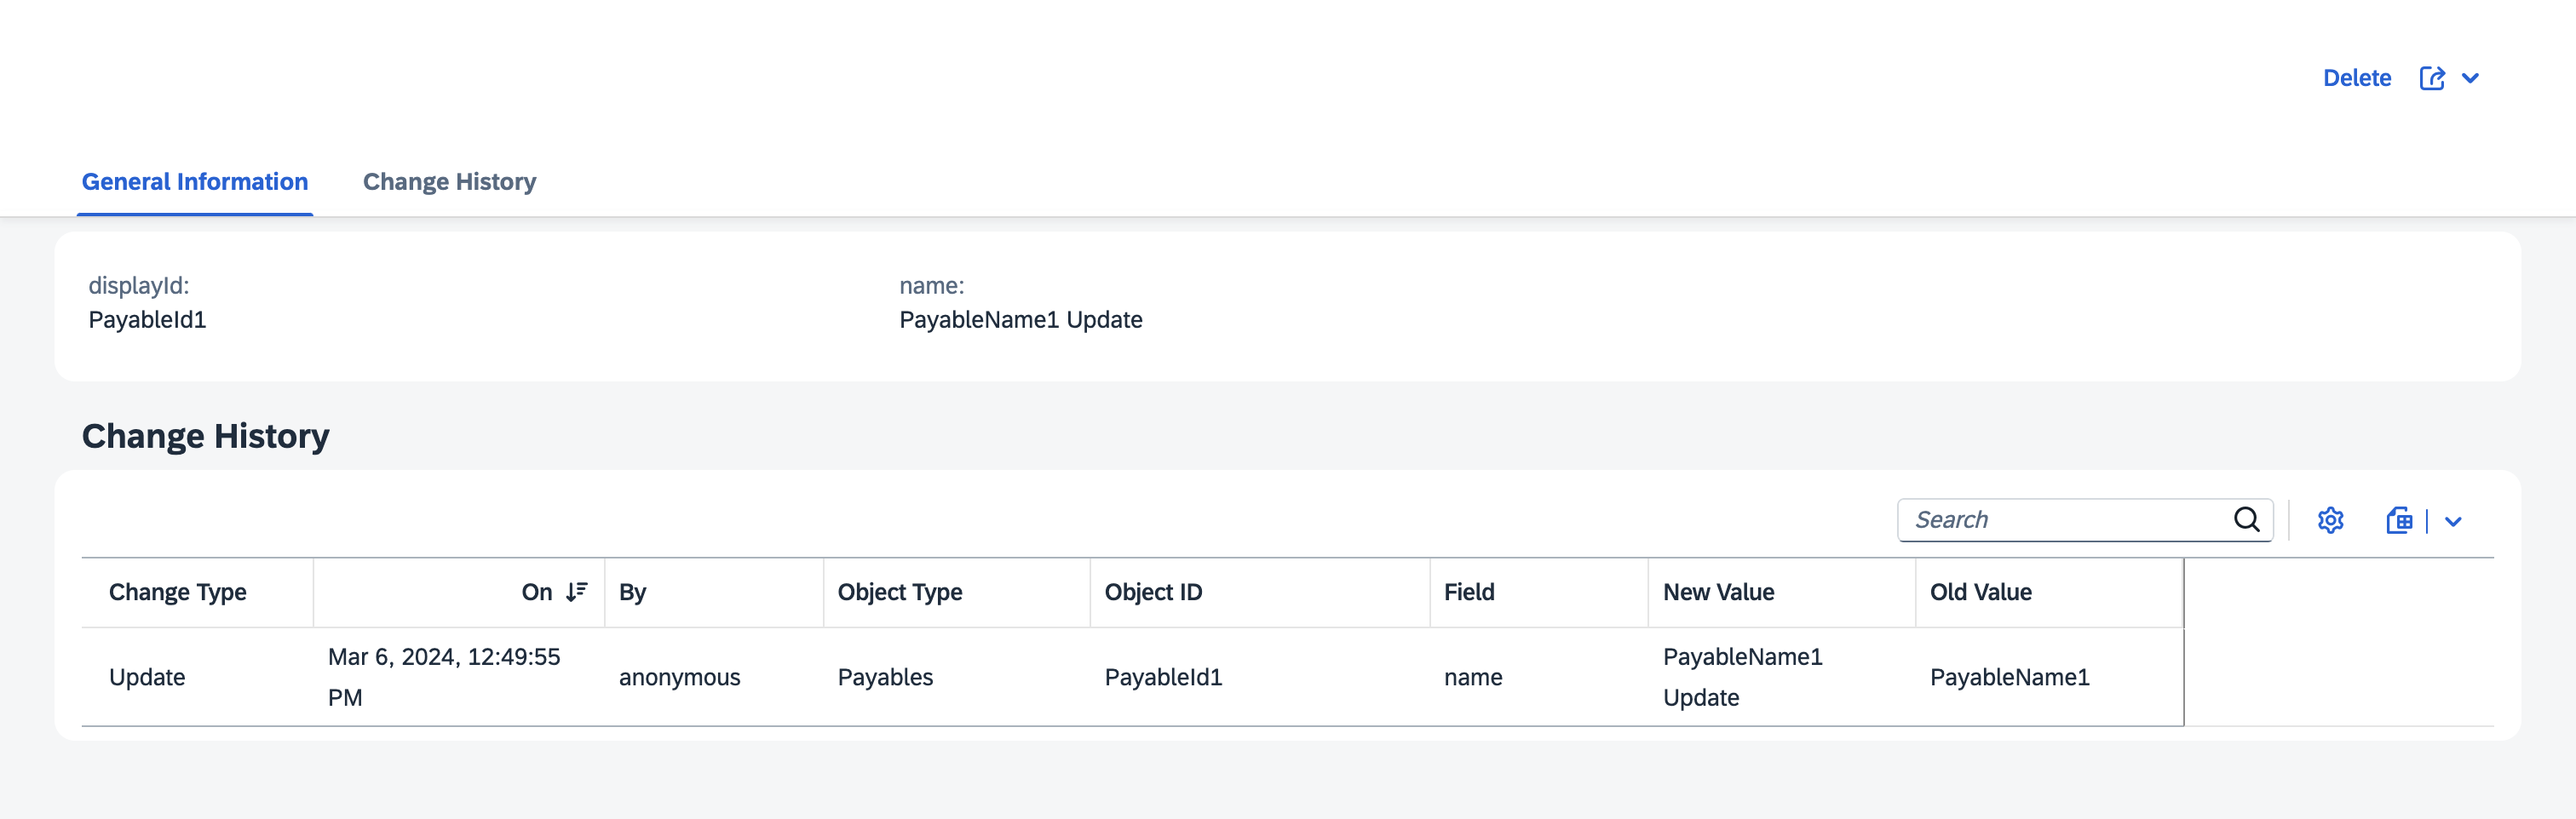 Delete
General Information Change History
displayId: name:
PayableId1 PayableName1 Update
Change History
Search
Change Type On By Object Type Object ID Field New Value Old Value
Update Mar 6, 2024, 12:49:55 PM anonymous Payables PayableId1 name PayableName1 Update PayableName1